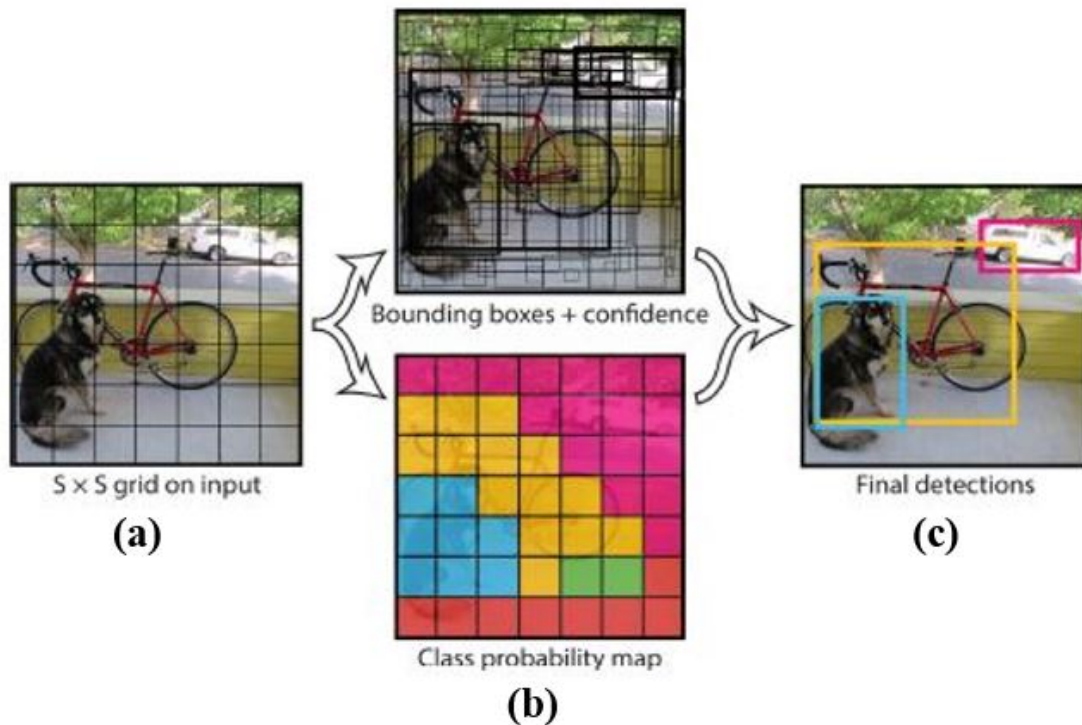 Bounding boxes + confidence
S × S grid on input
Final detections
(a)
(c)
Class probability map
(b)